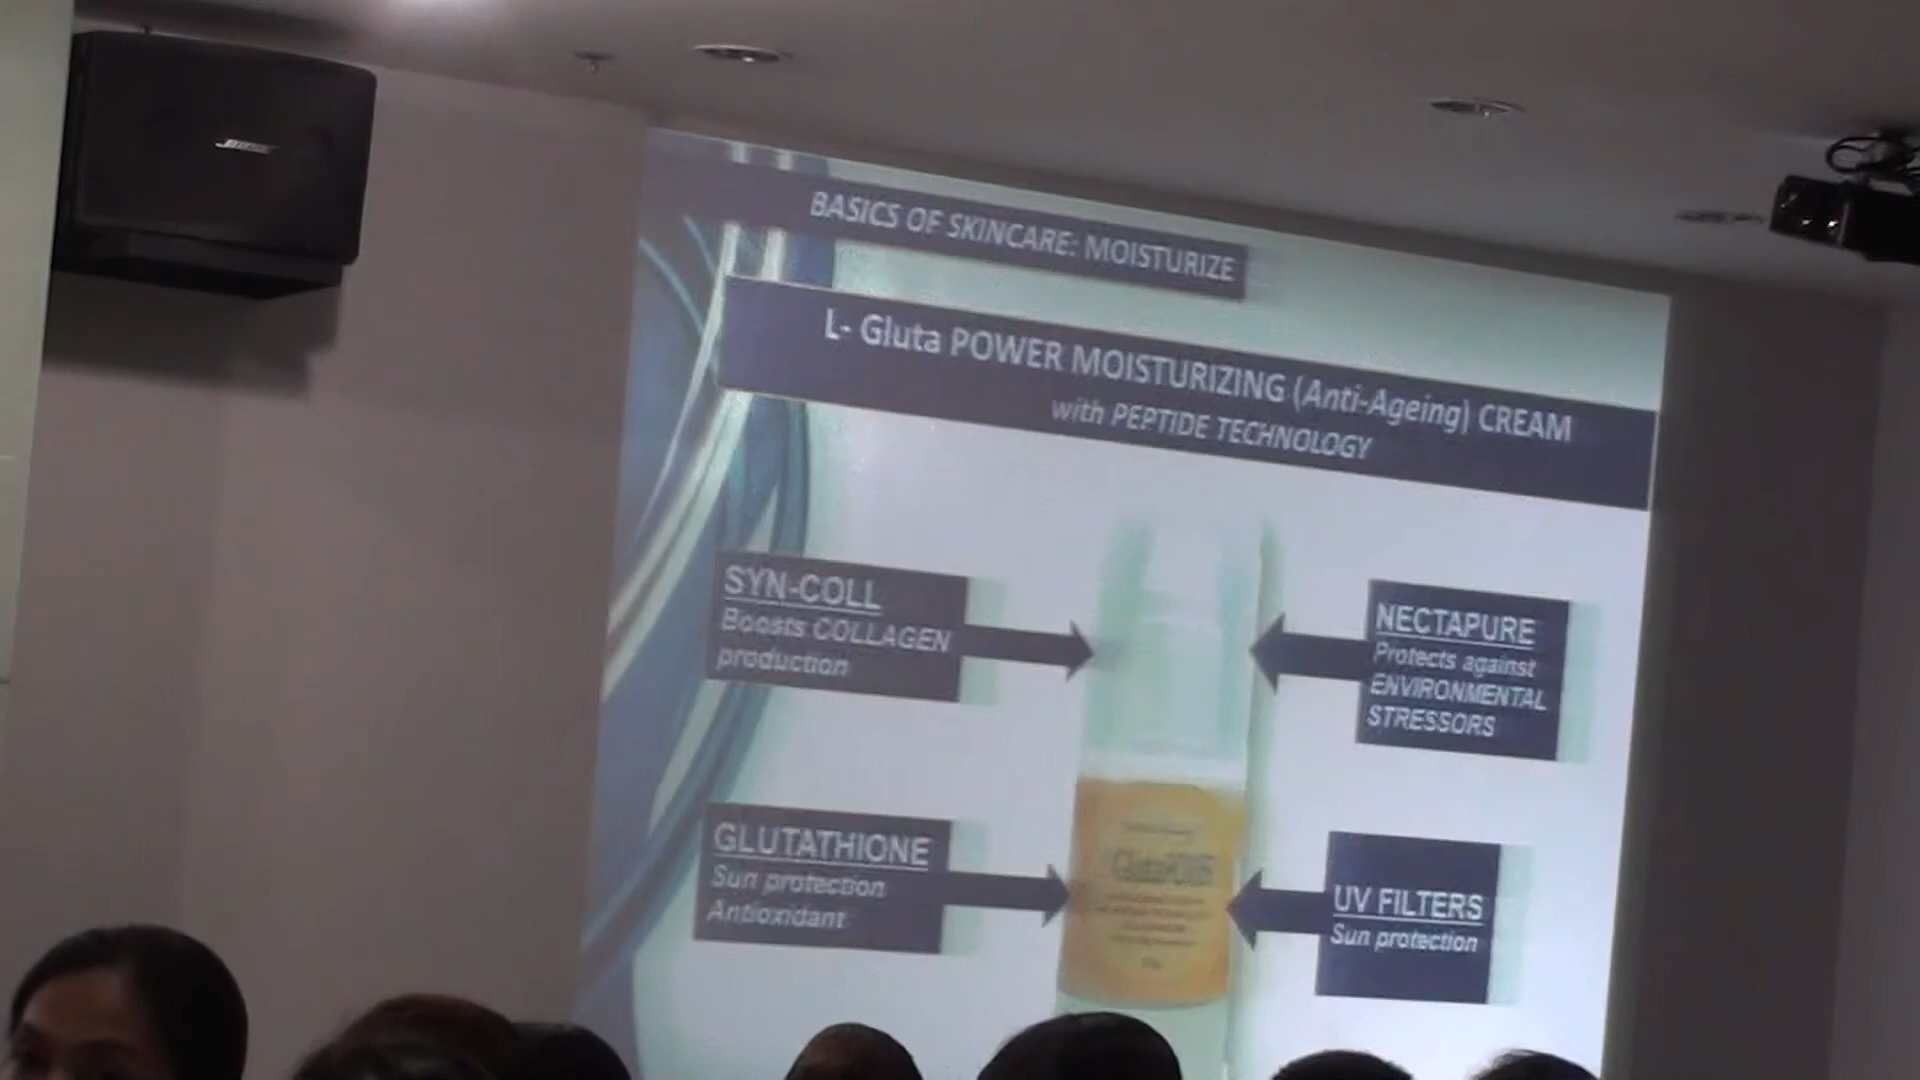 BOSE
BASICS OF SKINCARE: MOISTURIZE
L- Gluta POWER MOISTURIZING (Anti-Ageing) CREAM
with PEPTIDE TECHNOLOGY
SYN-COLL
Boosts COLLAGEN
production
NECTAPURE
Protects against
ENVIRONMENTAL
STRESSORS
GLUTATHIONE
Sun protection
Antioxidant
UV FILTERS
Sun protection